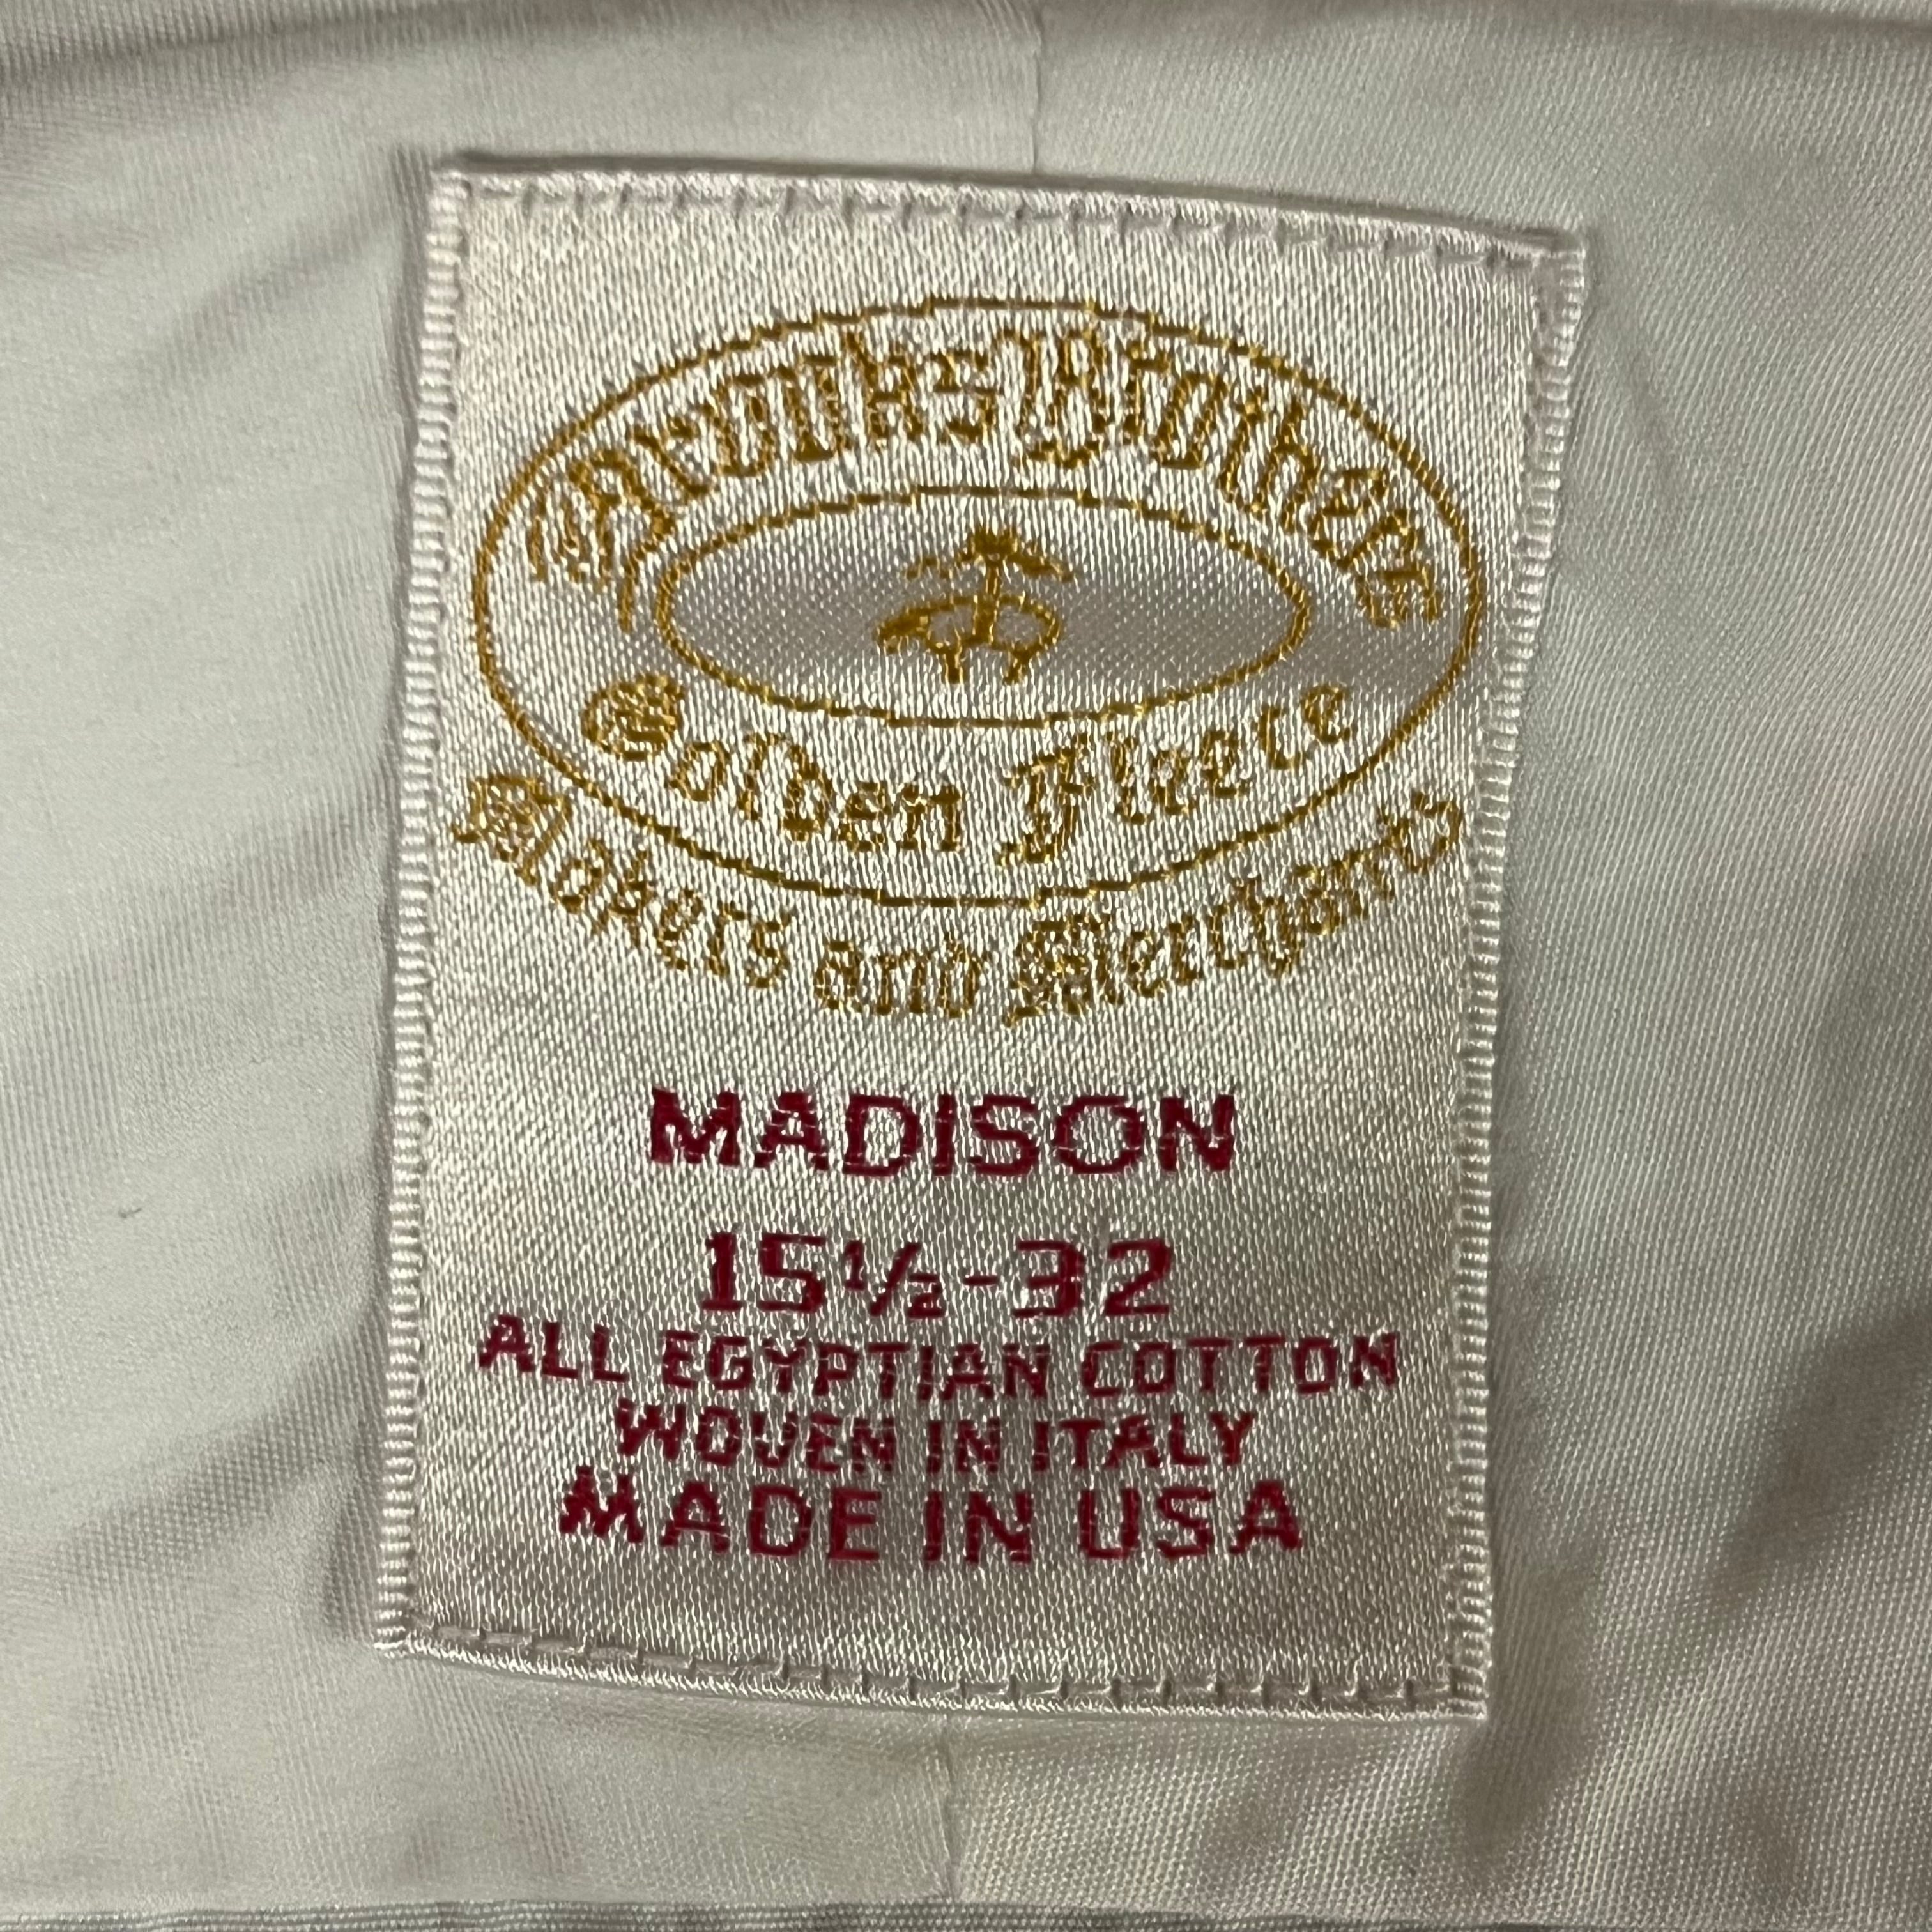 Brooks Brothers
Golden Fleece
Makers and Merchants
MADISON
15½-32
ALL EGYPTIAN COTTON
WOVEN IN ITALY
MADE IN USA